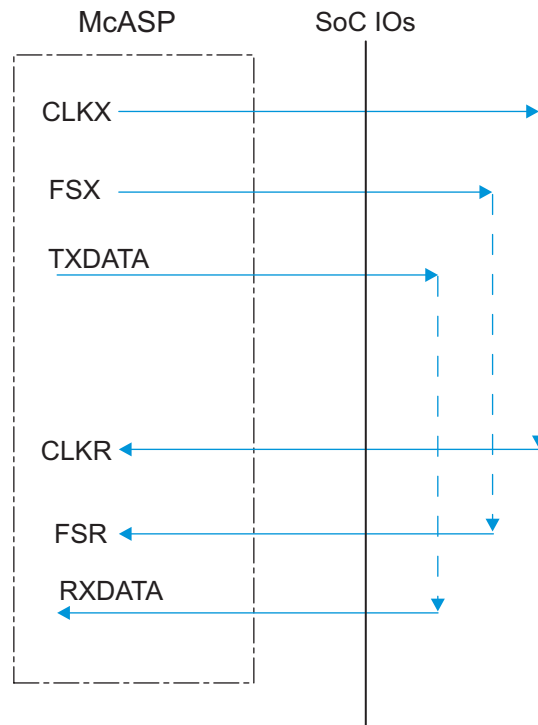 McASP
SoC IOs
CLKX
FSX
TXDATA
CLKR
FSR
RXDATA